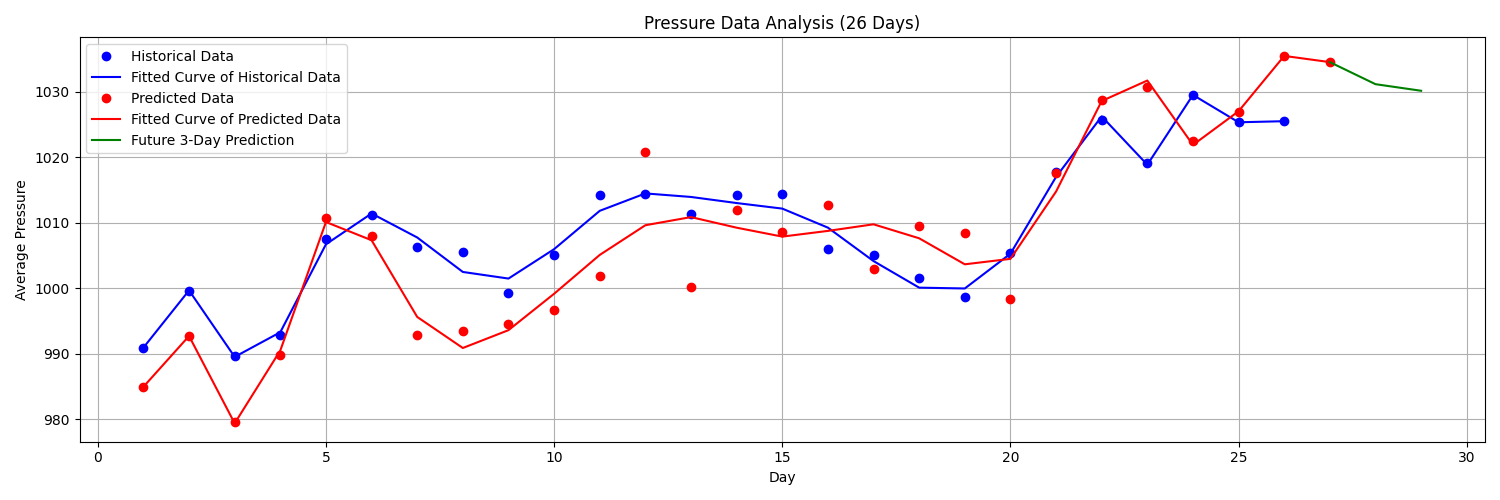 Pressure Data Analysis (26 Days)
Historical Data
Fitted Curve of Historical Data
Predicted Data
Fitted Curve of Predicted Data
Future 3-Day Prediction
Average Pressure
1030
1020
1010
1000
990
980
0 5 10 15 20 25 30
Day